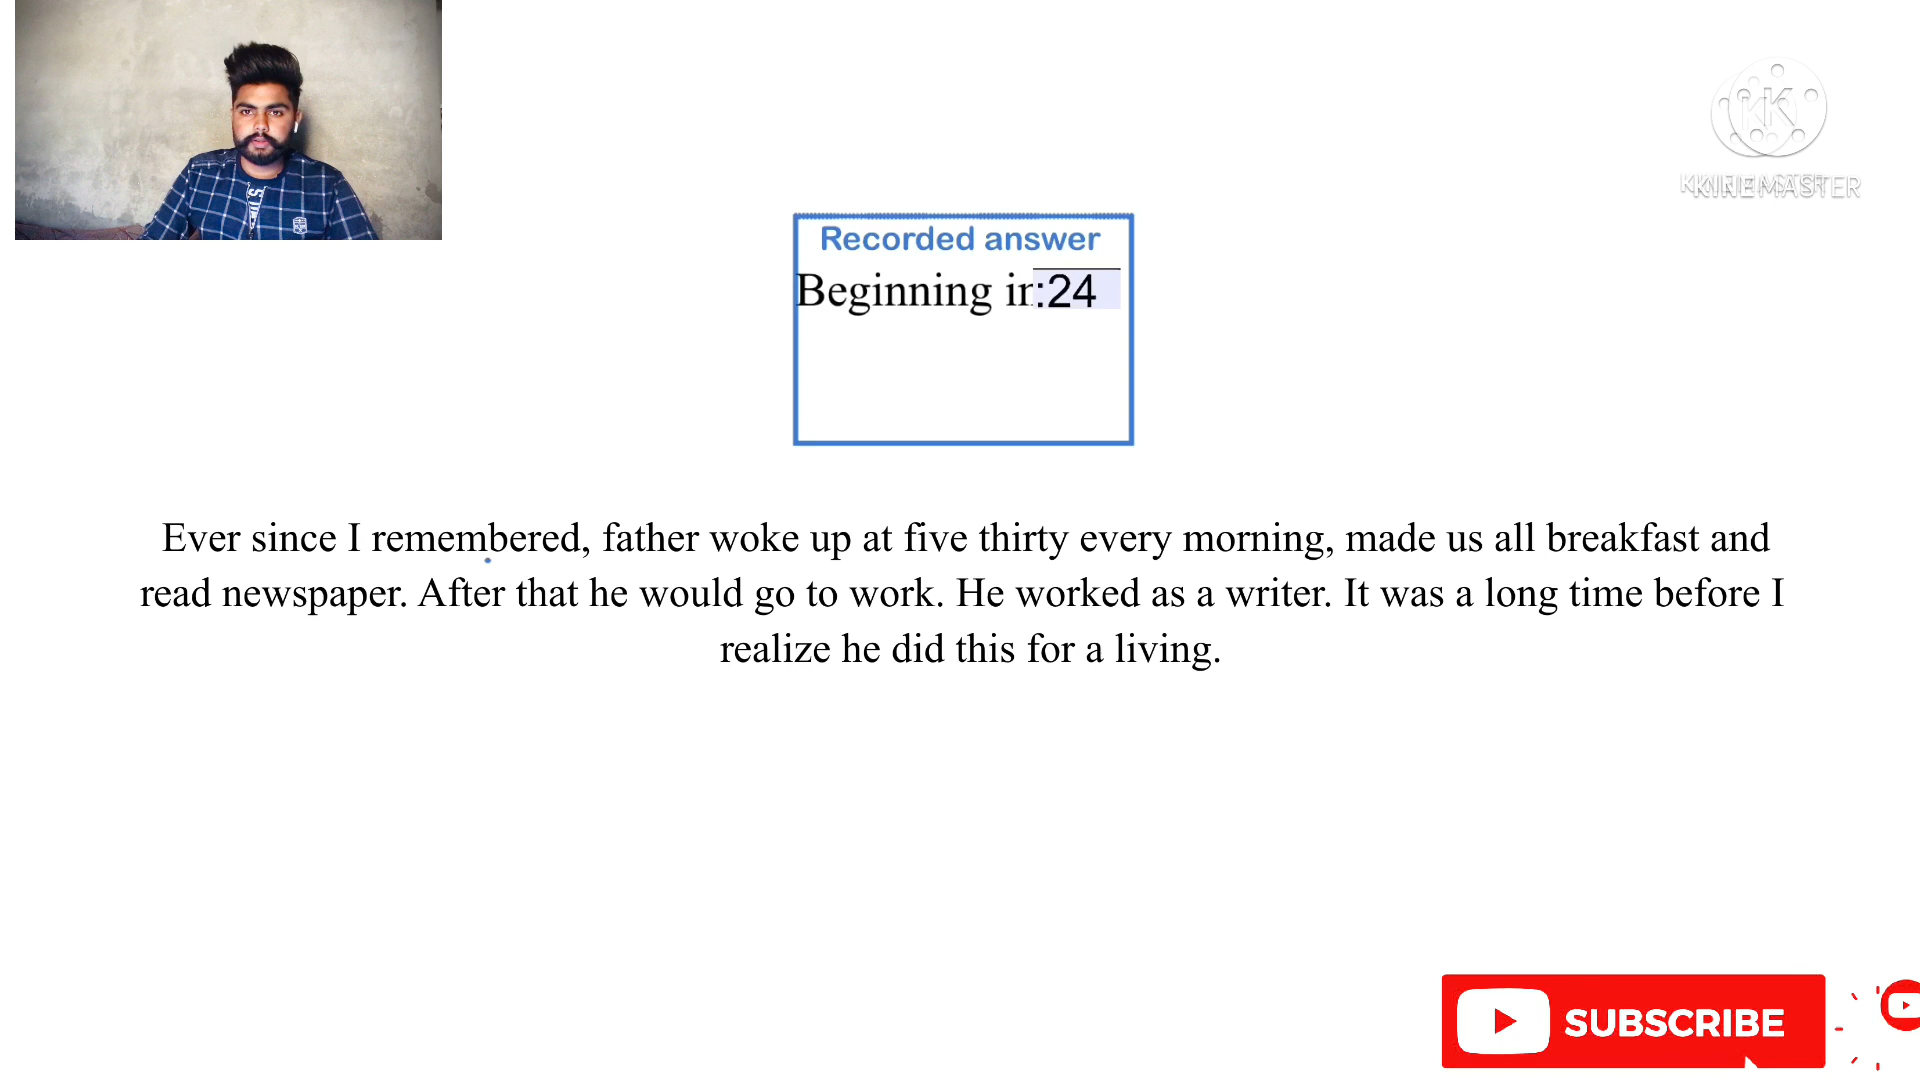 KINEMASTER
Recorded answer
Beginning in:24
Ever since I remembered, father woke up at five thirty every morning, made us all breakfast and
read newspaper. After that he would go to work. He worked as a writer. It was a long time before I
realize he did this for a living.
SUBSCRIBE